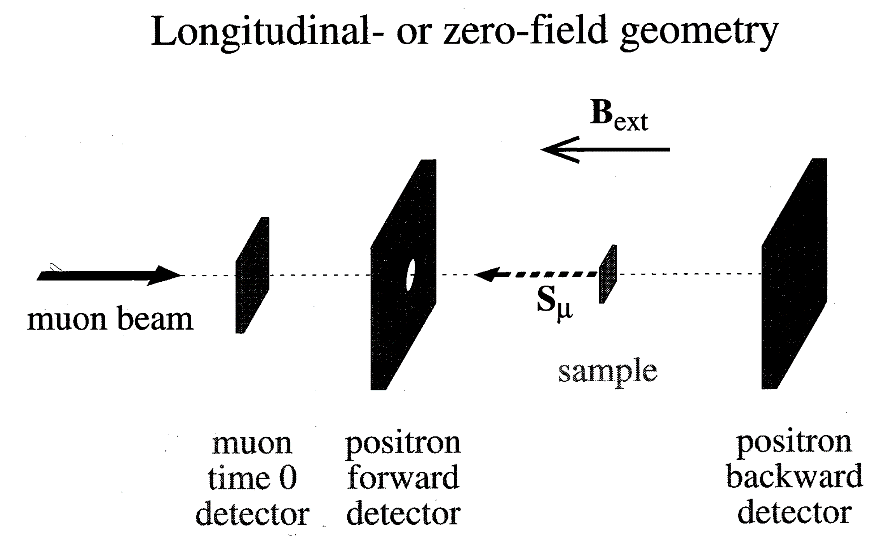 Longitudinal- or zero-field geometry
Bext
muon beam
Sμ
sample
muon
time 0
detector
positron
forward
detector
positron
backward
detector